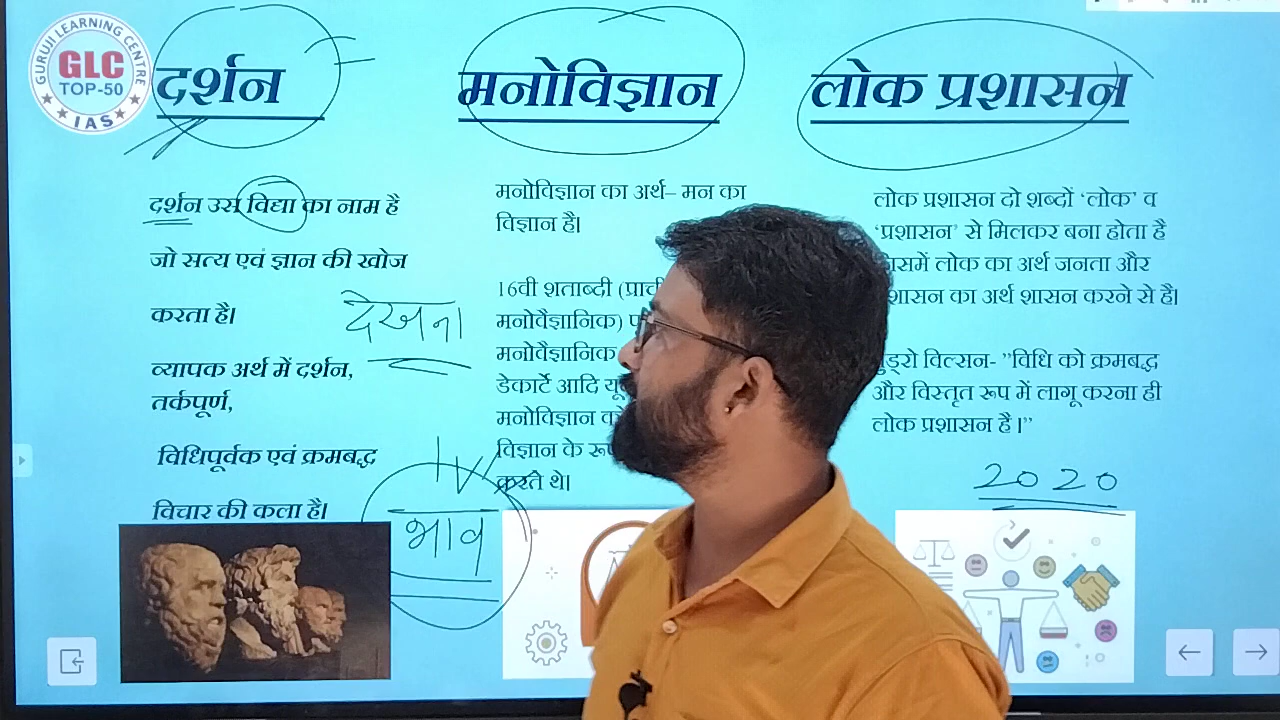 GURUJI LEARNING CENTRE
GLC
TOP-50
IAS
दर्शन
दर्शन उस विद्या का नाम है
जो सत्य एवं ज्ञान की खोज
करता है।
देखना
व्यापक अर्थ में दर्शन,
तर्कपूर्ण,
विधिपूर्वक एवं क्रमबद्ध
विचार की कला है।
भाव
मनोविज्ञान
मनोविज्ञान का अर्थ– मन का
विज्ञान है।
16वी शताब्दी
मनोवैज्ञानिक)
मनोवैज्ञानिक
डेकार्टे आदि
मनोविज्ञान
विज्ञान के
करते थे।
लोक प्रशासन
लोक प्रशासन दो शब्दों ‘लोक’ व
‘प्रशासन’ से मिलकर बना होता है
में लोक का अर्थ जनता और
का अर्थ शासन करने से है।
विल्सन- ”विधि को क्रमबद्ध
और विस्तृत रूप में लागू करना ही
लोक प्रशासन है।”
2020